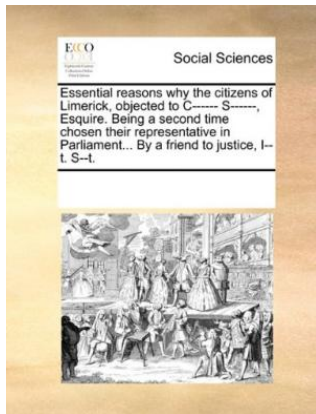 ECCO
Social Sciences
Essential reasons why the citizens of
Limerick, objected to C------ S------,
Esquire. Being a second time
chosen their representative in
Parliament... By a friend to justice, I--
t. S--t.